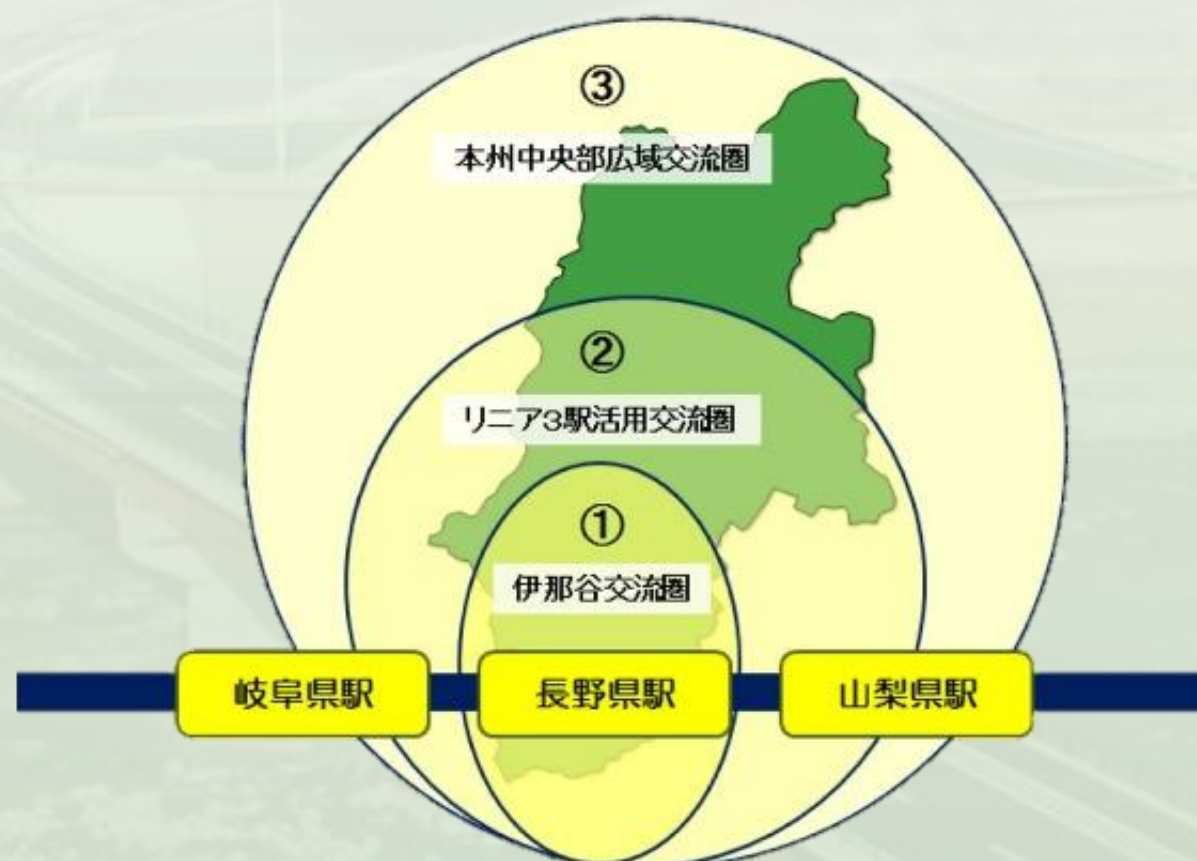 ③
本州中央部広域交流圏
②
リニア3駅活用交流圏
①
伊那谷交流圏
岐阜県駅
長野県駅
山梨県駅